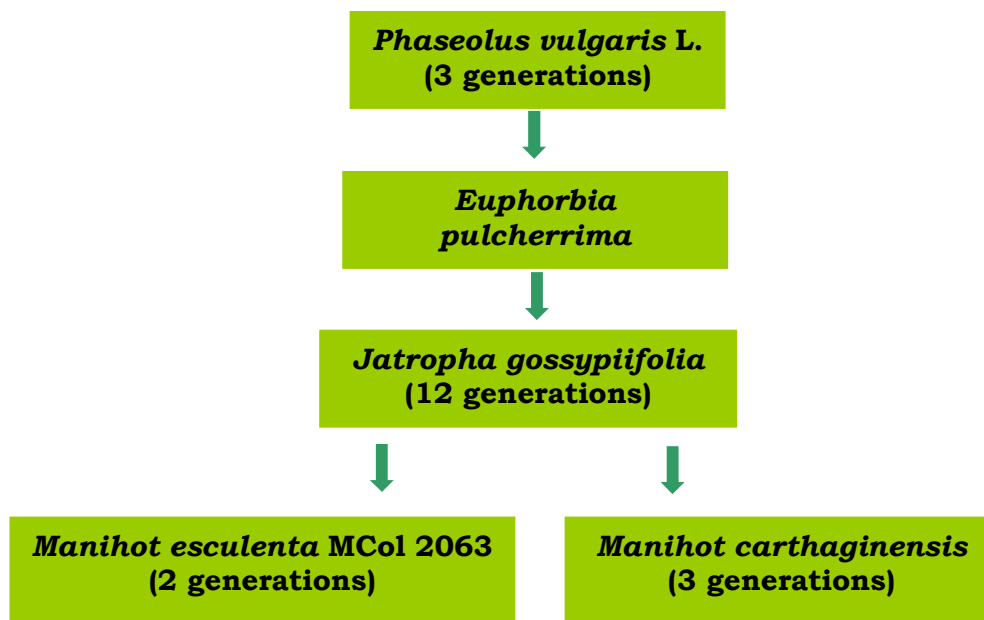 Phaseolus vulgaris L.
(3 generations)
Euphorbia
pulcherrima
Jatropha gossypiifolia
(12 generations)
Manihot esculenta MCol 2063
(2 generations)
Manihot carthaginensis
(3 generations)